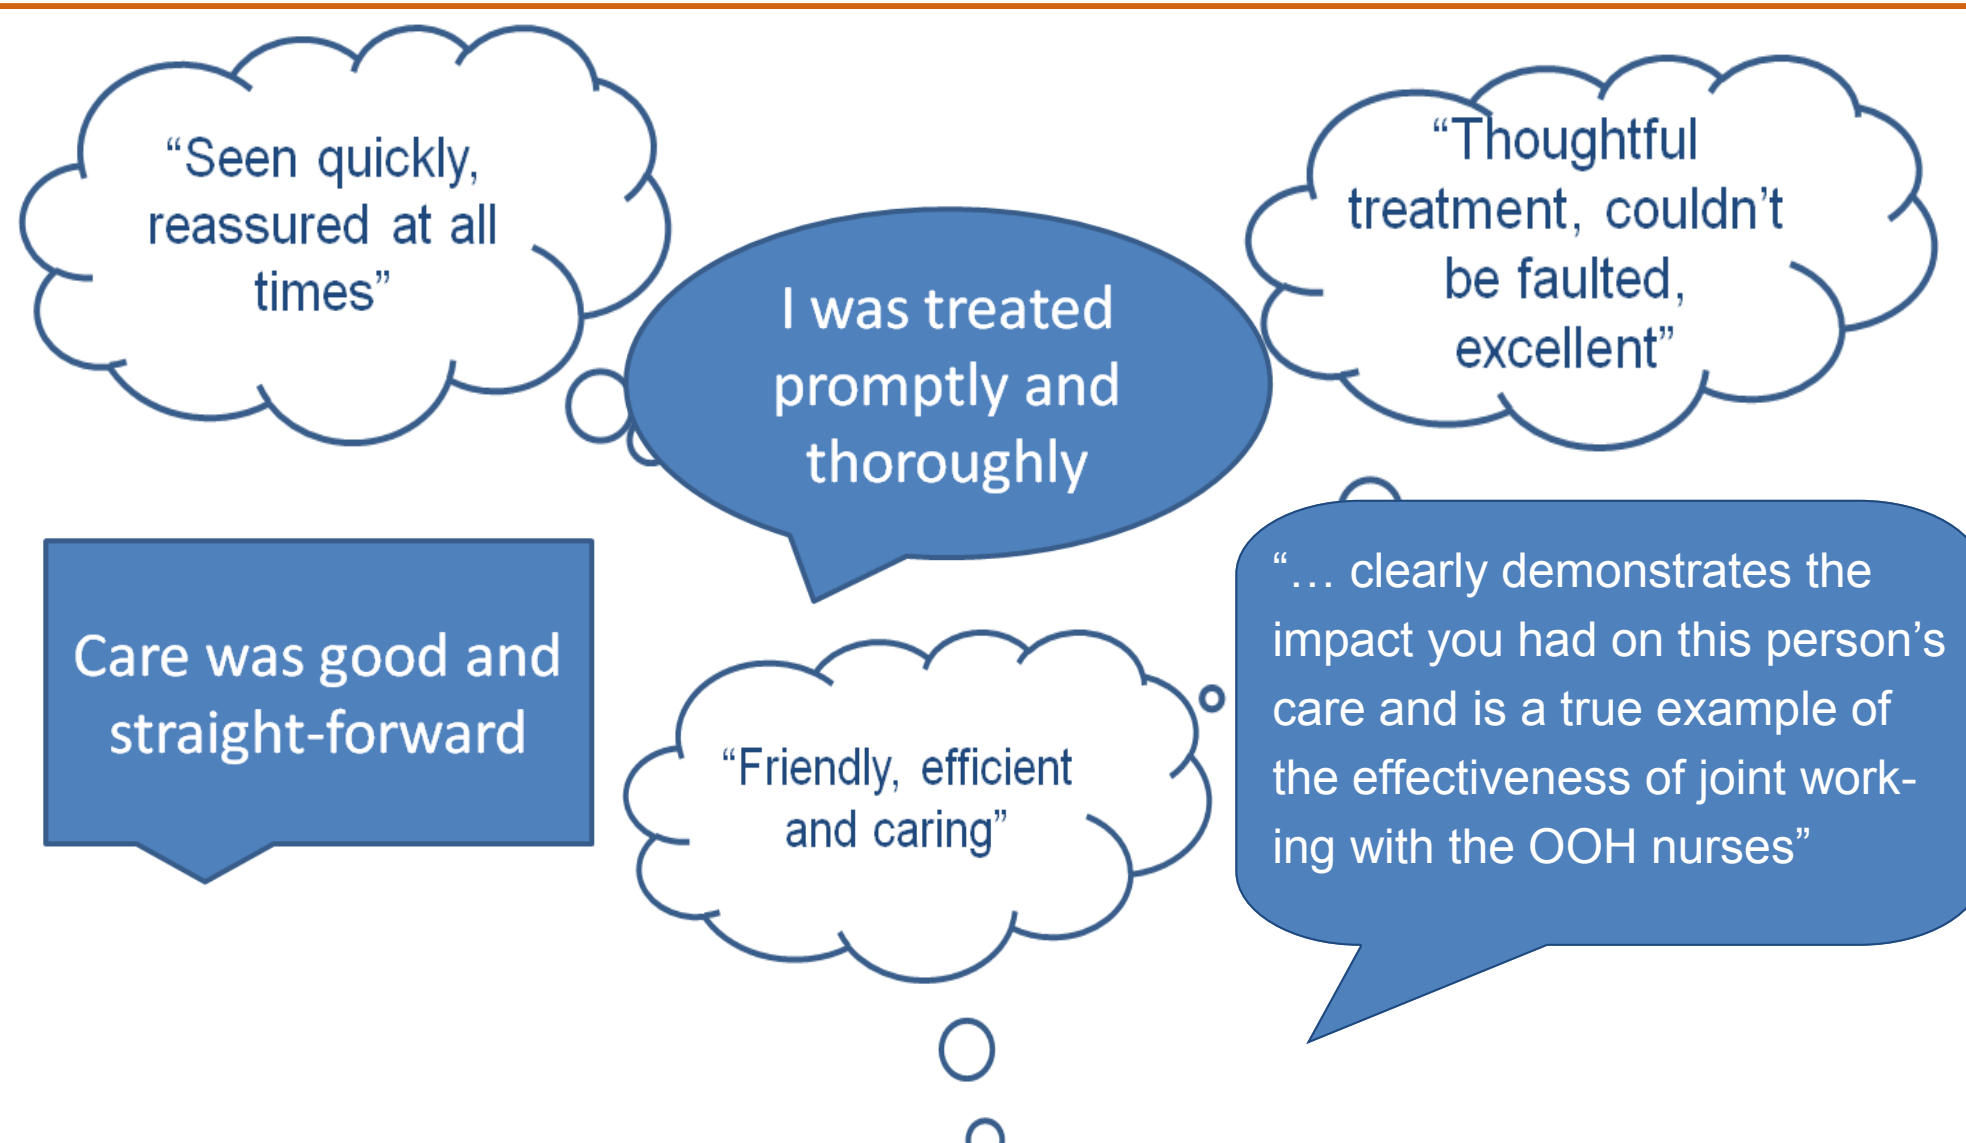 “Seen quickly,
reassured at all
times”
“Thoughtful
treatment, couldn’t
be faulted,
excellent”
I was treated
promptly and
thoroughly
Care was good and
straight-forward
“Friendly, efficient
and caring”
“… clearly demonstrates the
impact you had on this person’s
care and is a true example of
the effectiveness of joint work-
ing with the OOH nurses”